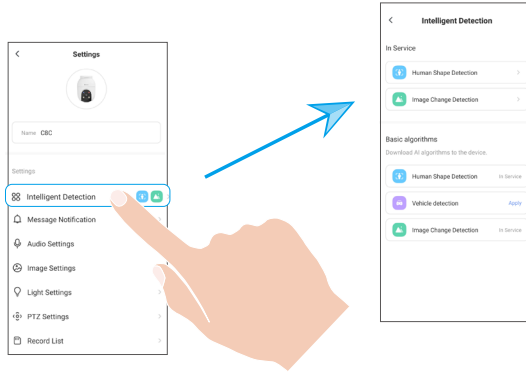 Settings
Name C8C
Settings
Intelligent Detection
Message Notification
Audio Settings
Image Settings
Light Settings
PTZ Settings
Record List
Intelligent Detection
In Service
Human Shape Detection
Image Change Detection
Basic algorithms
Download AI algorithms to the device.
Human Shape Detection In Service
Vehicle detection Apply
Image Change Detection In Service